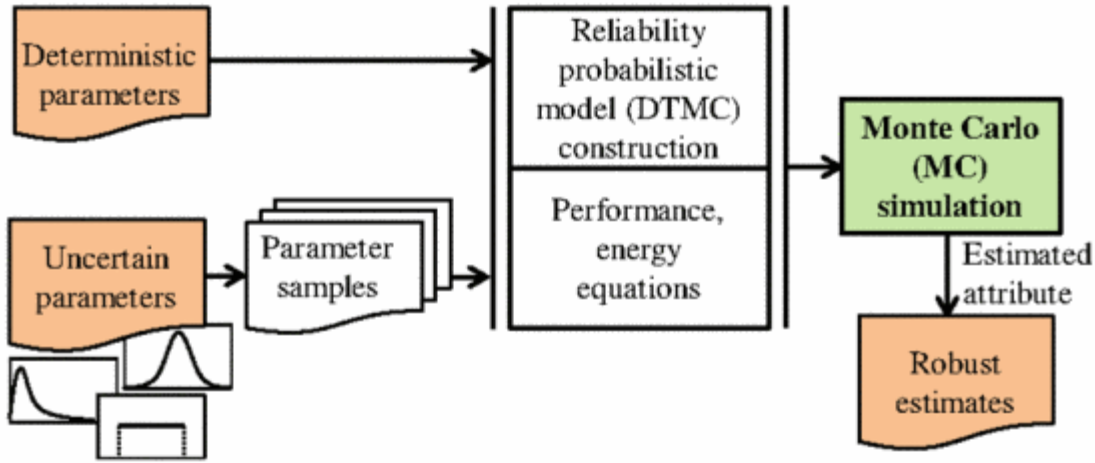 Deterministic
parameters
Uncertain
parameters
Parameter
samples
Reliability
probabilistic
model (DTMC)
construction
Performance,
energy
equations
Monte Carlo
(MC)
simulation
Estimated
attribute
Robust
estimates